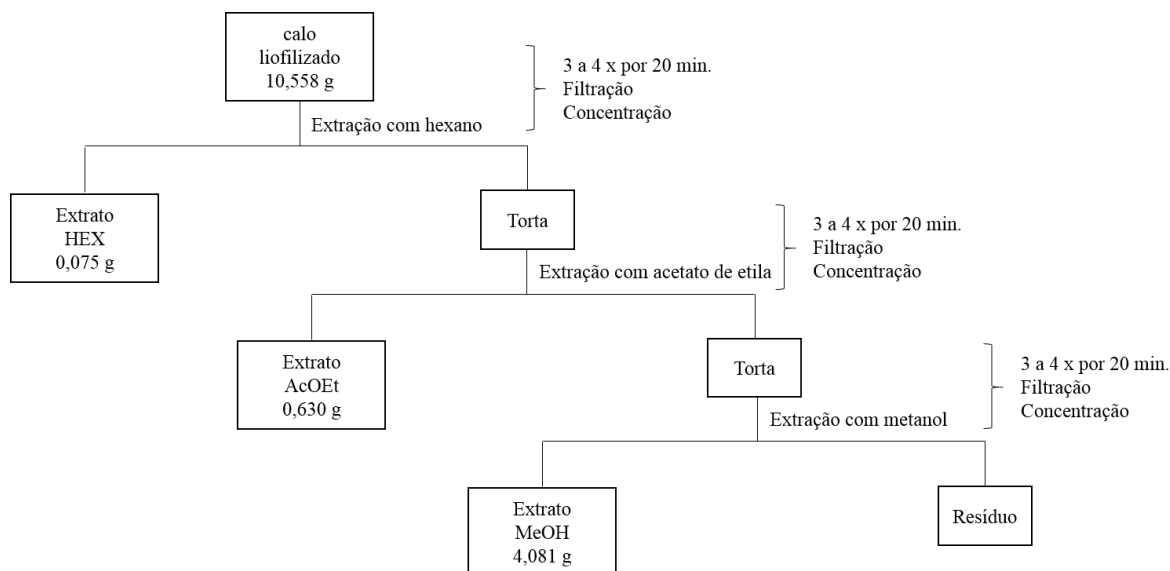 calo
liofilizado
10,558 g
3 a 4 x por 20 min.
Filtração
Concentração
Extração com hexano
Extrato
HEX
0,075 g
Torta
3 a 4 x por 20 min.
Filtração
Concentração
Extração com acetato de etila
Extrato
AcOEt
0,630 g
Torta
3 a 4 x por 20 min.
Filtração
Concentração
Extração com metanol
Extrato
MeOH
4,081 g
Resíduo